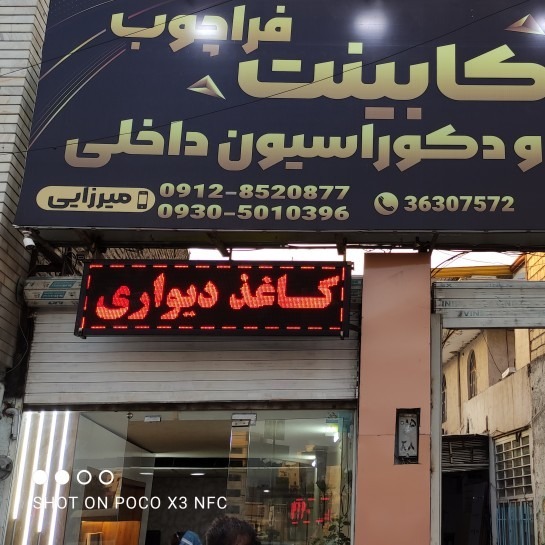 فراچوب
کابینت
و دکوراسیون داخلی
میرزایی
0912-8520877
0930-5010396
36307572
کاغذ دیواری
SHOT ON POCO X3 NFC